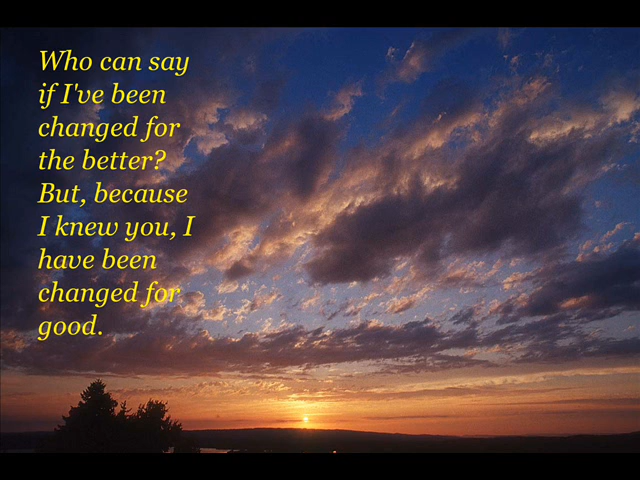 Who can say
if I've been
changed for
the better?
But, because
I knew you, I
have been
changed for
good.